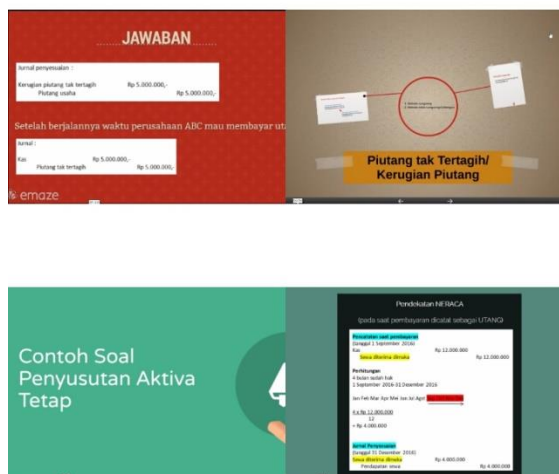 JAWABAN
Jurnal penyesuaian :
Kerugian piutang tak tertagih Rp 5.000.000,-
Piutang usaha Rp 5.000.000,-
Setelah berjalannya waktu perusahaan ABC mau membayar uta
Jurnal :
Kas Rp 5.000.000,-
Piutang tak tertagih Rp 5.000.000,-
emaze
Piutang tak Tertagih/
Kerugian Piutang
Contoh Soal
Penyusutan Aktiva
Tetap
Pendekatan NERACA
(pada saat pembayaran dicatat sebagai UTANG)
Pencatatan saat pembayaran
(tanggal 1 September 2016)
Kas Rp 12.000.000
Sewa diterima dimuka Rp 12.000.000
Perhitungan
4 bulan sudah hak
1 September 2016-31 Desember 2016
Jan Feb Mar Apr Mei Jun Jul Agst
4 x Rp 12.000.000
12
= Rp 4.000.000
Jurnal Penyesuaian
(tanggal 31 Desember 2016)
Sewa diterima dimuka Rp 4.000.000
Pendapatan sewa Rp 4.000.000